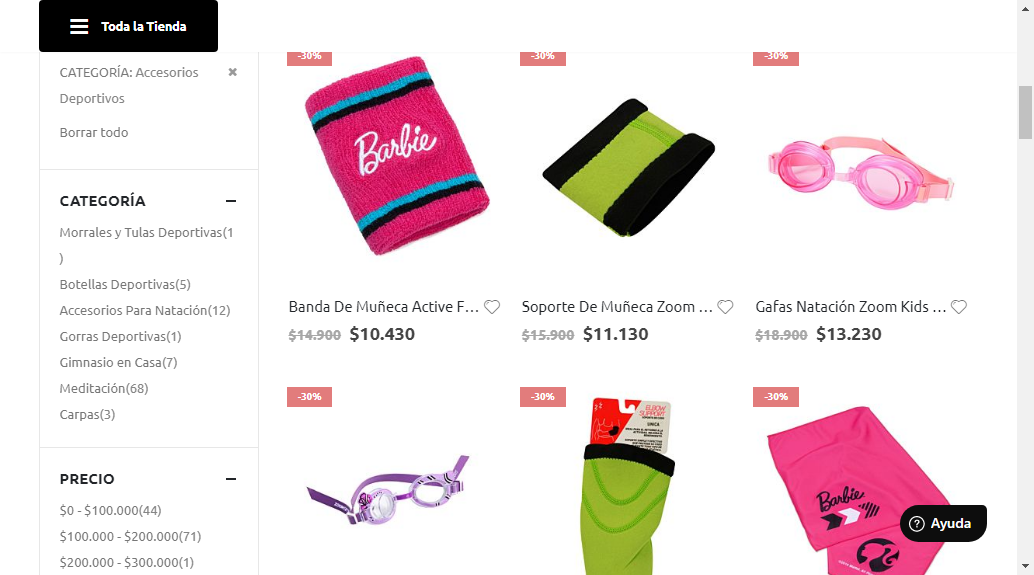 Toda la Tienda
CATEGORÍA: Accesorios
Deportivos
Borrar todo
CATEGORÍA
Morrales y Tulas Deportivas(1
)
Botellas Deportivas(5)
Accesorios Para Natación(12)
Gorras Deportivas(1)
Gimnasio en Casa(7)
Meditación(68)
Carpas(3)
PRECIO
$0 - $100.000(44)
$100.000 - $200.000(71)
$200.000 - $300.000(1)
-30%
-30%
-30%
Barbie
Banda De Muñeca Active F...
$14.900 $10.430
Soporte De Muñeca Zoom ...
$15.900 $11.130
Gafas Natación Zoom Kids ...
$18.900 $13.230
-30%
-30%
-30%
ELBOW
SUPPORT
UNICA
Barbie
Ayuda